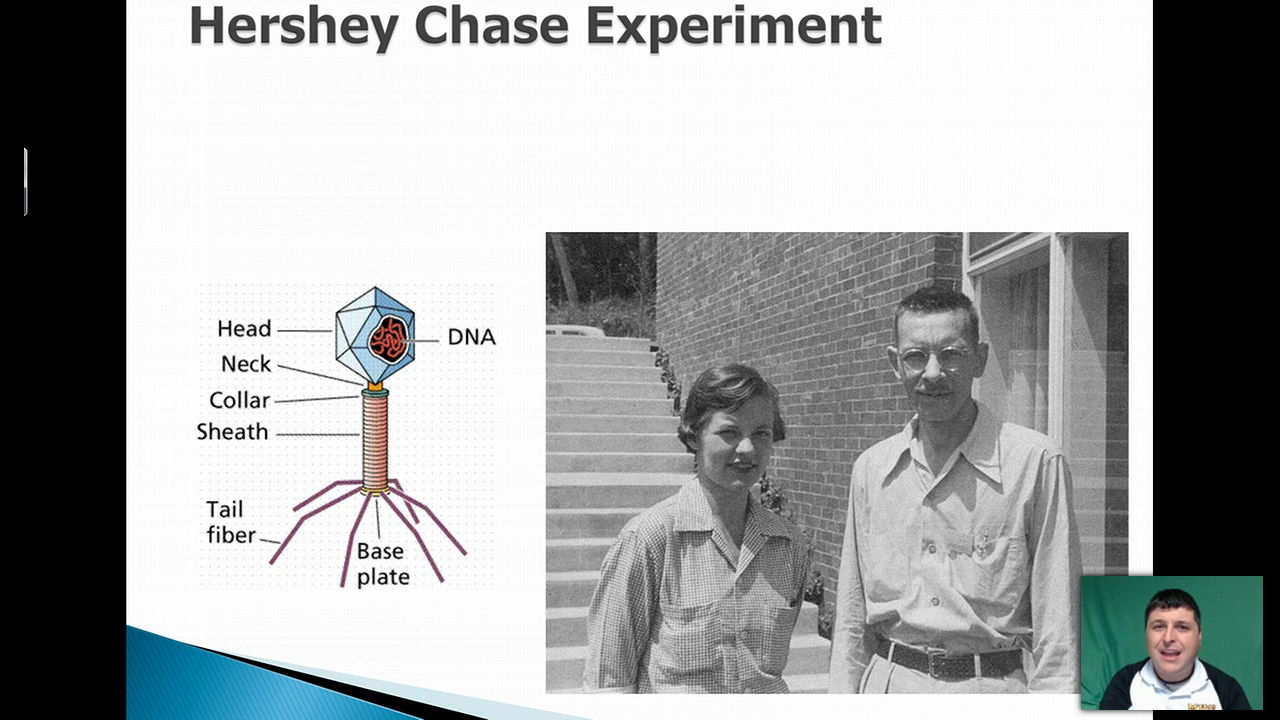 Hershey Chase Experiment
Head
DNA
Neck
Collar
Sheath
Tail
fiber
Base
plate